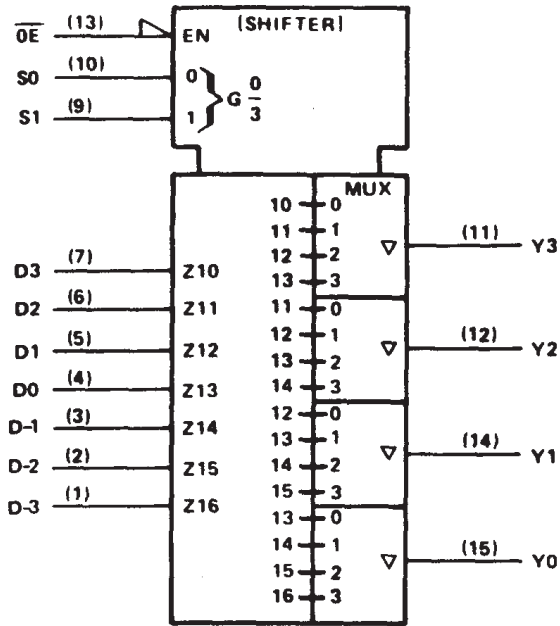 (SHIFTER)
OE (13) EN
S0 (10) 0
G 0/3
S1 (9) 1
MUX
10 0
11 1
(11) Y3
12 2
D3 (7) Z10
13 3
D2 (6) Z11
11 0
12 1
(12) Y2
D1 (5) Z12
13 2
D0 (4) Z13
14 3
12 0
D-1 (3) Z14
13 1
(14) Y1
D-2 (2) Z15
14 2
15 3
D-3 (1) Z16
13 0
14 1
(15) Y0
15 2
16 3